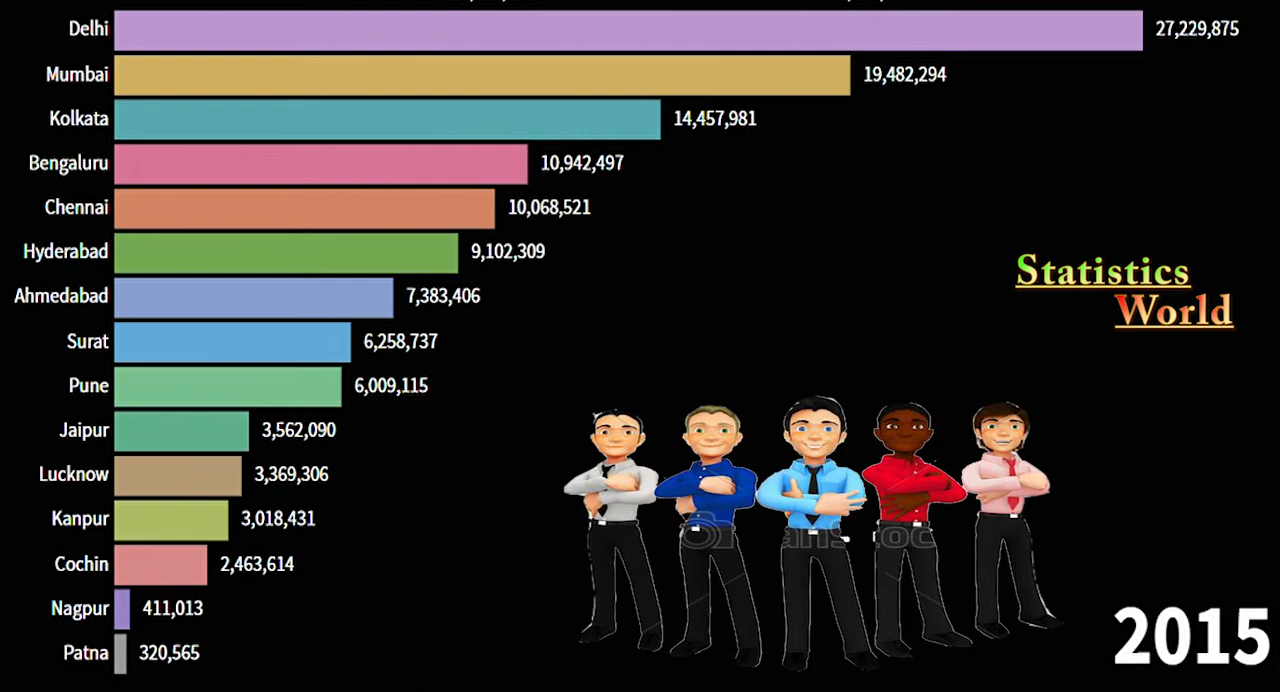 Delhi 27,229,875
Mumbai 19,482,294
Kolkata 14,457,981
Bengaluru 10,942,497
Chennai 10,068,521
Hyderabad 9,102,309
Ahmedabad 7,383,406
Surat 6,258,737
Pune 6,009,115
Jaipur 3,562,090
Lucknow 3,369,306
Kanpur 3,018,431
Cochin 2,463,614
Nagpur 411,013
Patna 320,565
Statistics
World
2015